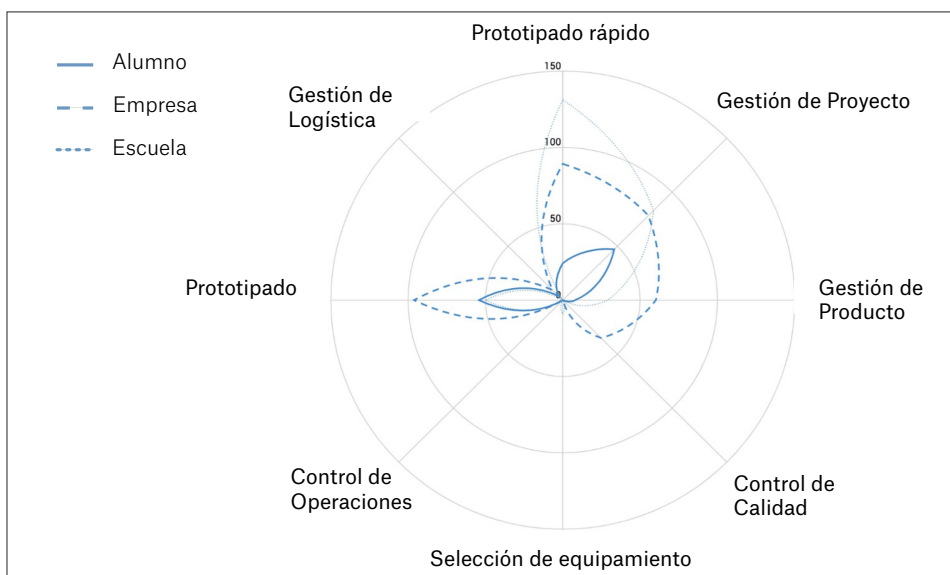 Prototipado rápido
Alumno
Empresa
Escuela
150
Gestión de
Logística
Gestión de Proyecto
100
50
Prototipado
0
Gestión de
Producto
Control de
Operaciones
Control de
Calidad
Selección de equipamiento